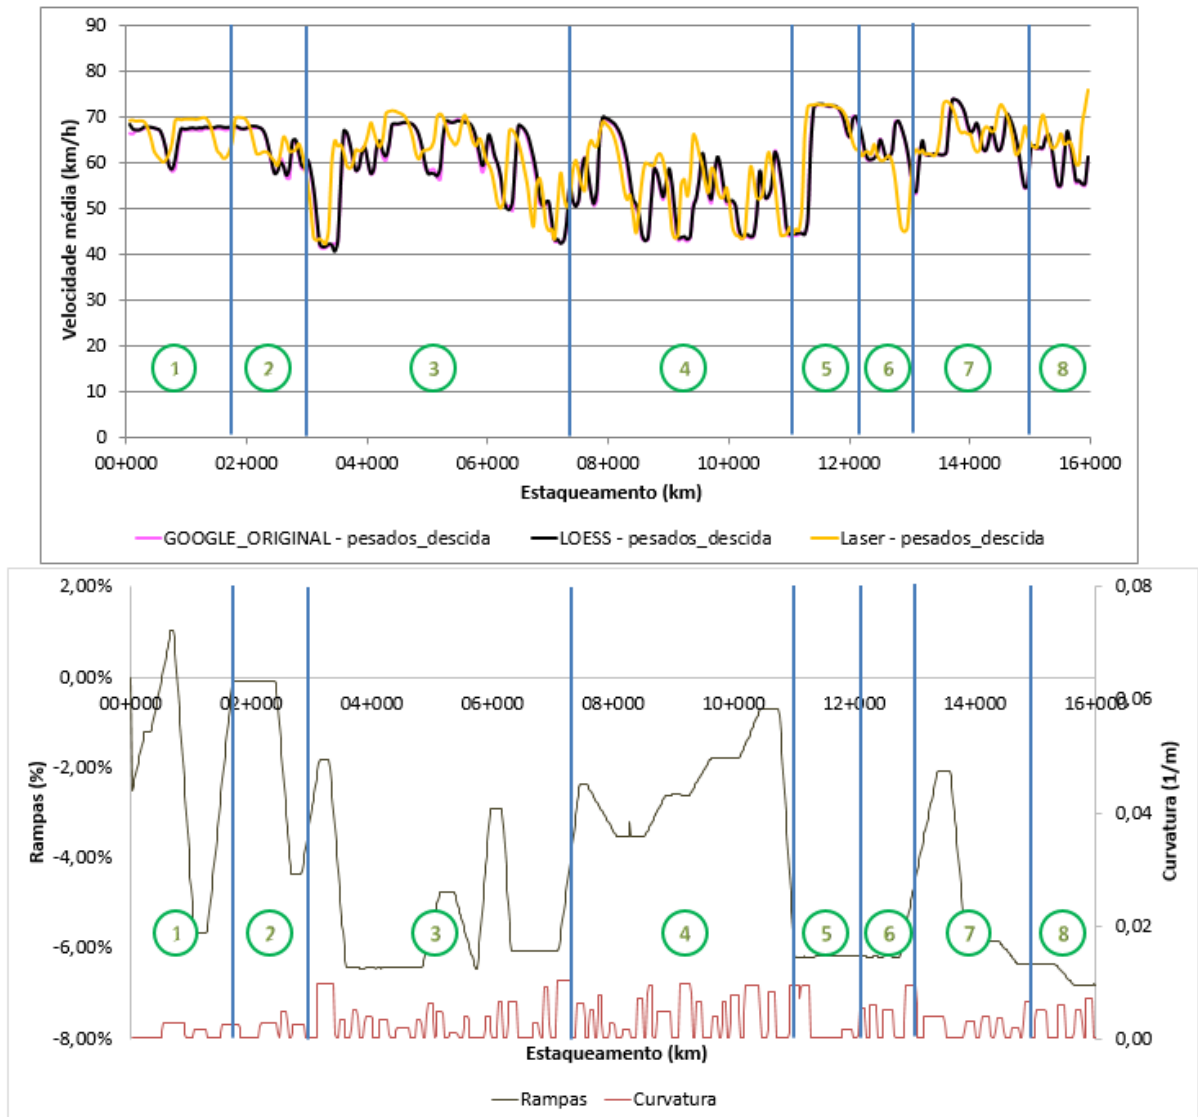 90
80
70
60
50
40
30
20
10
0
Velocidade média (km/h)
1 2 3 4 5 6 7 8
00+000 02+000 04+000 06+000 08+000 10+000 12+000 14+000 16+000
Estaqueamento (km)
GOOGLE_ORIGINAL - pesados_descida LOESS - pesados_descida Laser - pesados_descida
2,00% 0,08
0,00%
00+000 02+000 04+000 06+000 08+000 10+000 12+000 14+000 16+000
0,06
-2,00%
Rampas (%)
Curvatura (1/m)
0,04
-4,00%
1 2 3 4 5 6 7 8
0,02
-6,00%
-8,00% 0,00
Estaqueamento (km)
Rampas Curvatura